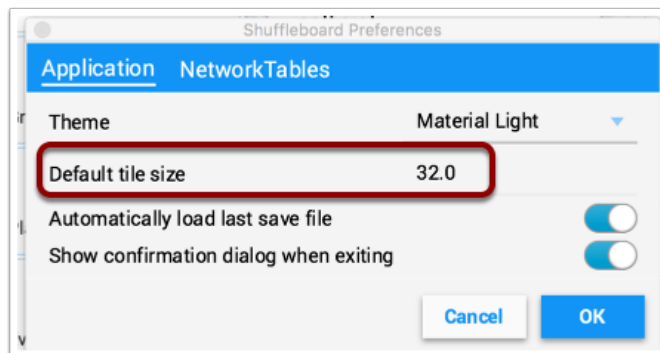 Shuffleboard Preferences
Application NetworkTables
Theme Material Light
Default tile size 32.0
Automatically load last save file
Show confirmation dialog when exiting
Cancel OK